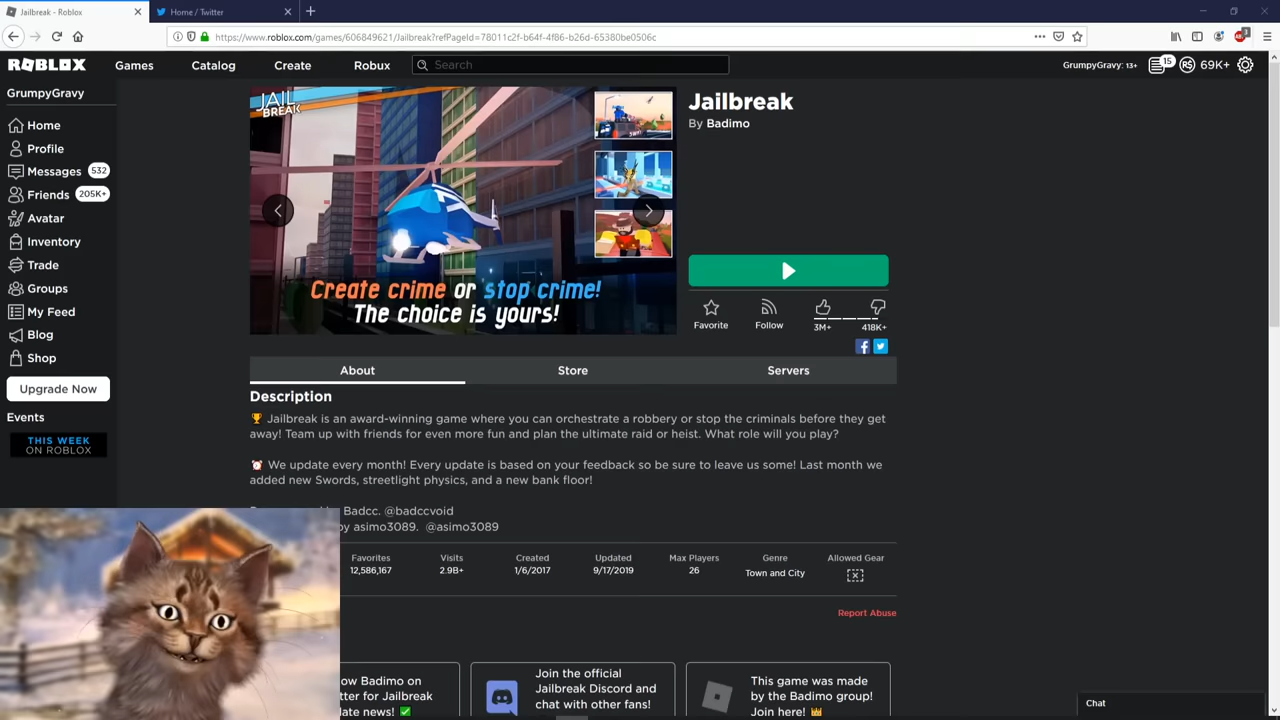 Jailbreak - Roblox
Home / Twitter
https://www.roblox.com/games/606849621/Jailbreak?refPageId=78011c2f-b64f-4f86-b26d-65380be0506c
3
ROBLOX
Games
Catalog
Create
Robux
Search
GrumpyGravy: 13+
15
69K+
GrumpyGravy
Home
Profile
Messages
532
Friends
205K+
Avatar
Inventory
Trade
Groups
My Feed
Blog
Shop
Upgrade Now
Events
THIS WEEK
ON ROBLOX
JAIL
BREAK
Create crime or stop crime!
The choice is yours!
Jailbreak
By Badimo
Favorite
Follow
3M+
418K+
About
Store
Servers
Description
🏆 Jailbreak is an award-winning game where you can orchestrate a robbery or stop the criminals before they get
away! Team up with friends for even more fun and plan the ultimate raid or heist. What role will you play?
⏰ We update every month! Every update is based on your feedback so be sure to leave us some! Last month we
added new Swords, streetlight physics, and a new bank floor!
Badcc. @badccvoid
by asimo3089. @asimo3089
Favorites
Visits
Created
Updated
Max Players
Genre
Allowed Gear
12,586,167
2.9B+
1/6/2017
9/17/2019
26
Town and City
Report Abuse
ow Badimo on
tter for Jailbreak
ate news! ✅
Join the official
Jailbreak Discord and
chat with other fans!
This game was made
by the Badimo group!
Join here! 👑
Chat